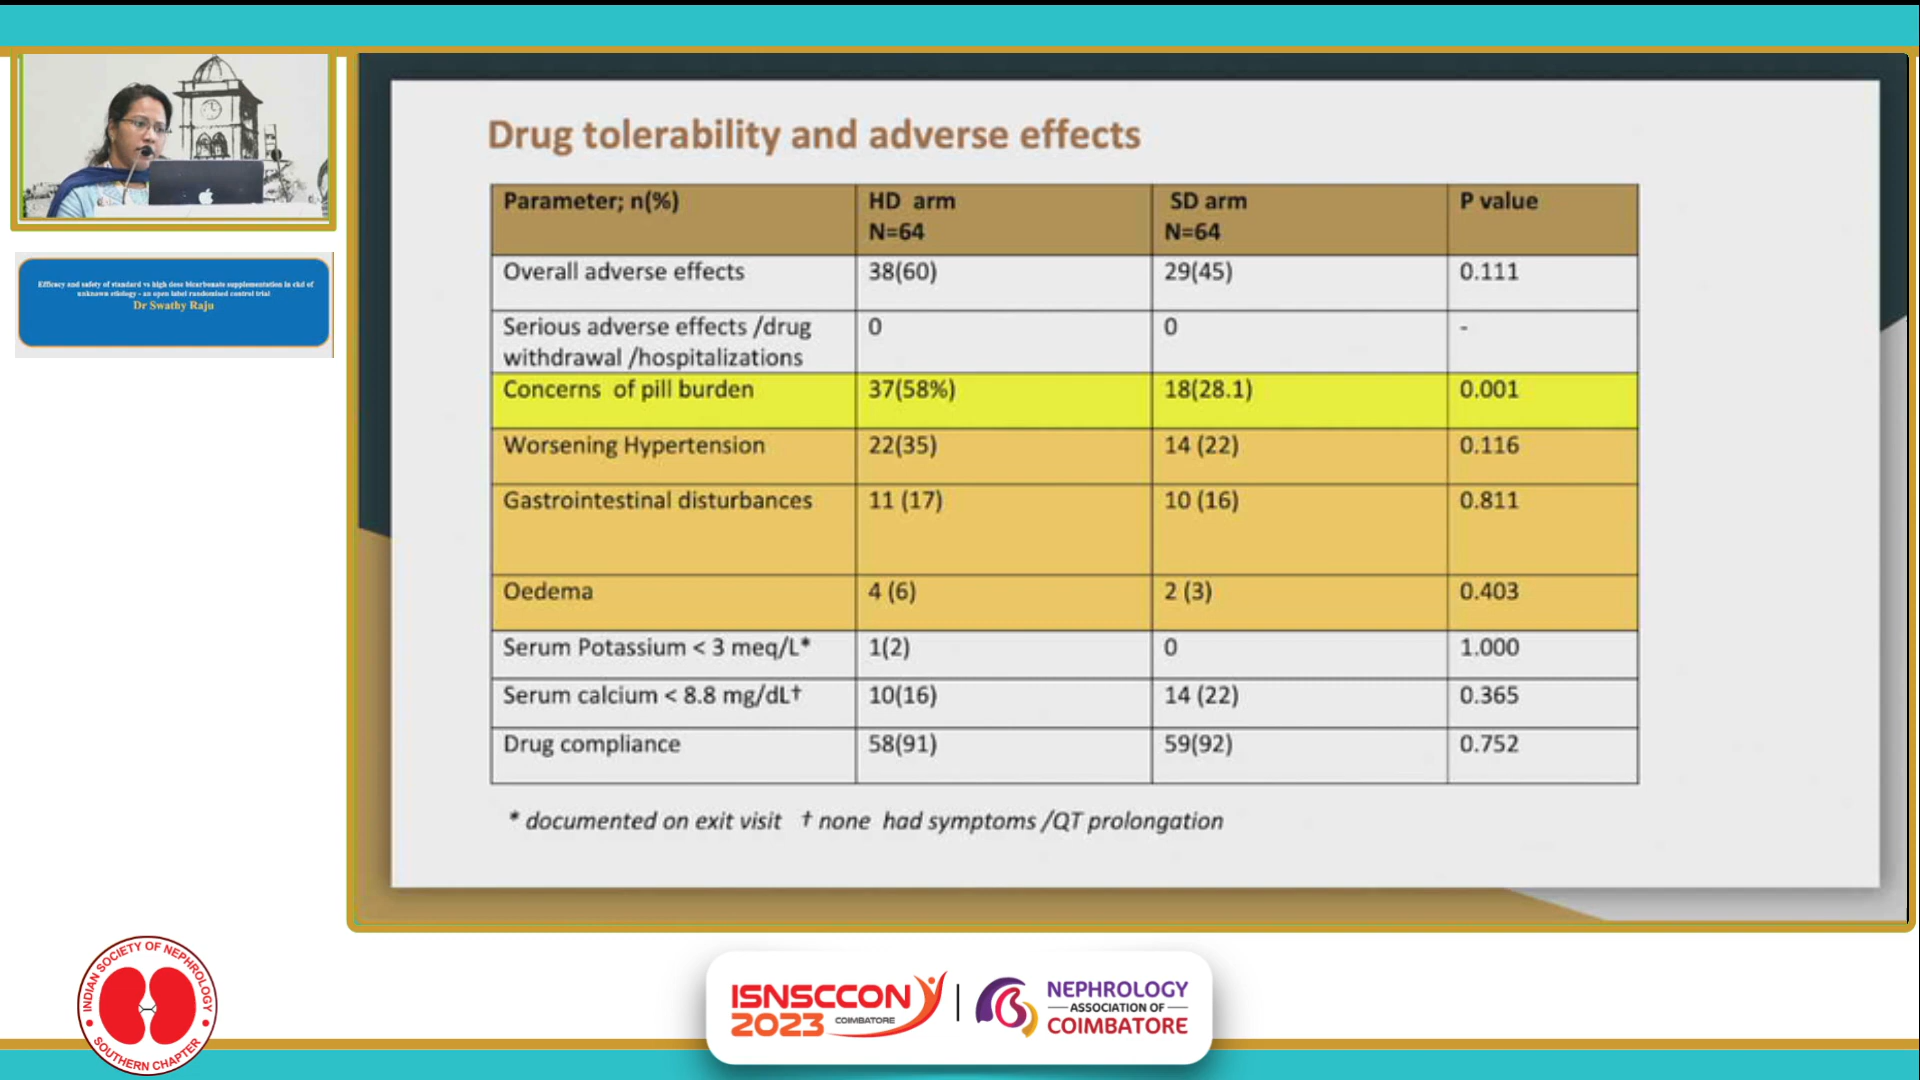 Efficacy and safety of standard vs high dose bicarbonate supplementation in ckd of
unknown etiology - an open label randomised control trial
Dr Swathy Raju
Drug tolerability and adverse effects
Parameter; n(%) HD arm N=64 SD arm N=64 P value
Overall adverse effects 38(60) 29(45) 0.111
Serious adverse effects /drug withdrawal /hospitalizations 0 0 -
Concerns of pill burden 37(58%) 18(28.1) 0.001
Worsening Hypertension 22(35) 14 (22) 0.116
Gastrointestinal disturbances 11 (17) 10 (16) 0.811
Oedema 4 (6) 2 (3) 0.403
Serum Potassium < 3 meq/L* 1(2) 0 1.000
Serum calcium < 8.8 mg/dL† 10(16) 14 (22) 0.365
Drug compliance 58(91) 59(92) 0.752
* documented on exit visit † none had symptoms /QT prolongation
INDIAN SOCIETY OF NEPHROLOGY
SOUTHERN CHAPTER
ISNSCCON
2023 COIMBATORE
NEPHROLOGY
ASSOCIATION OF
COIMBATORE